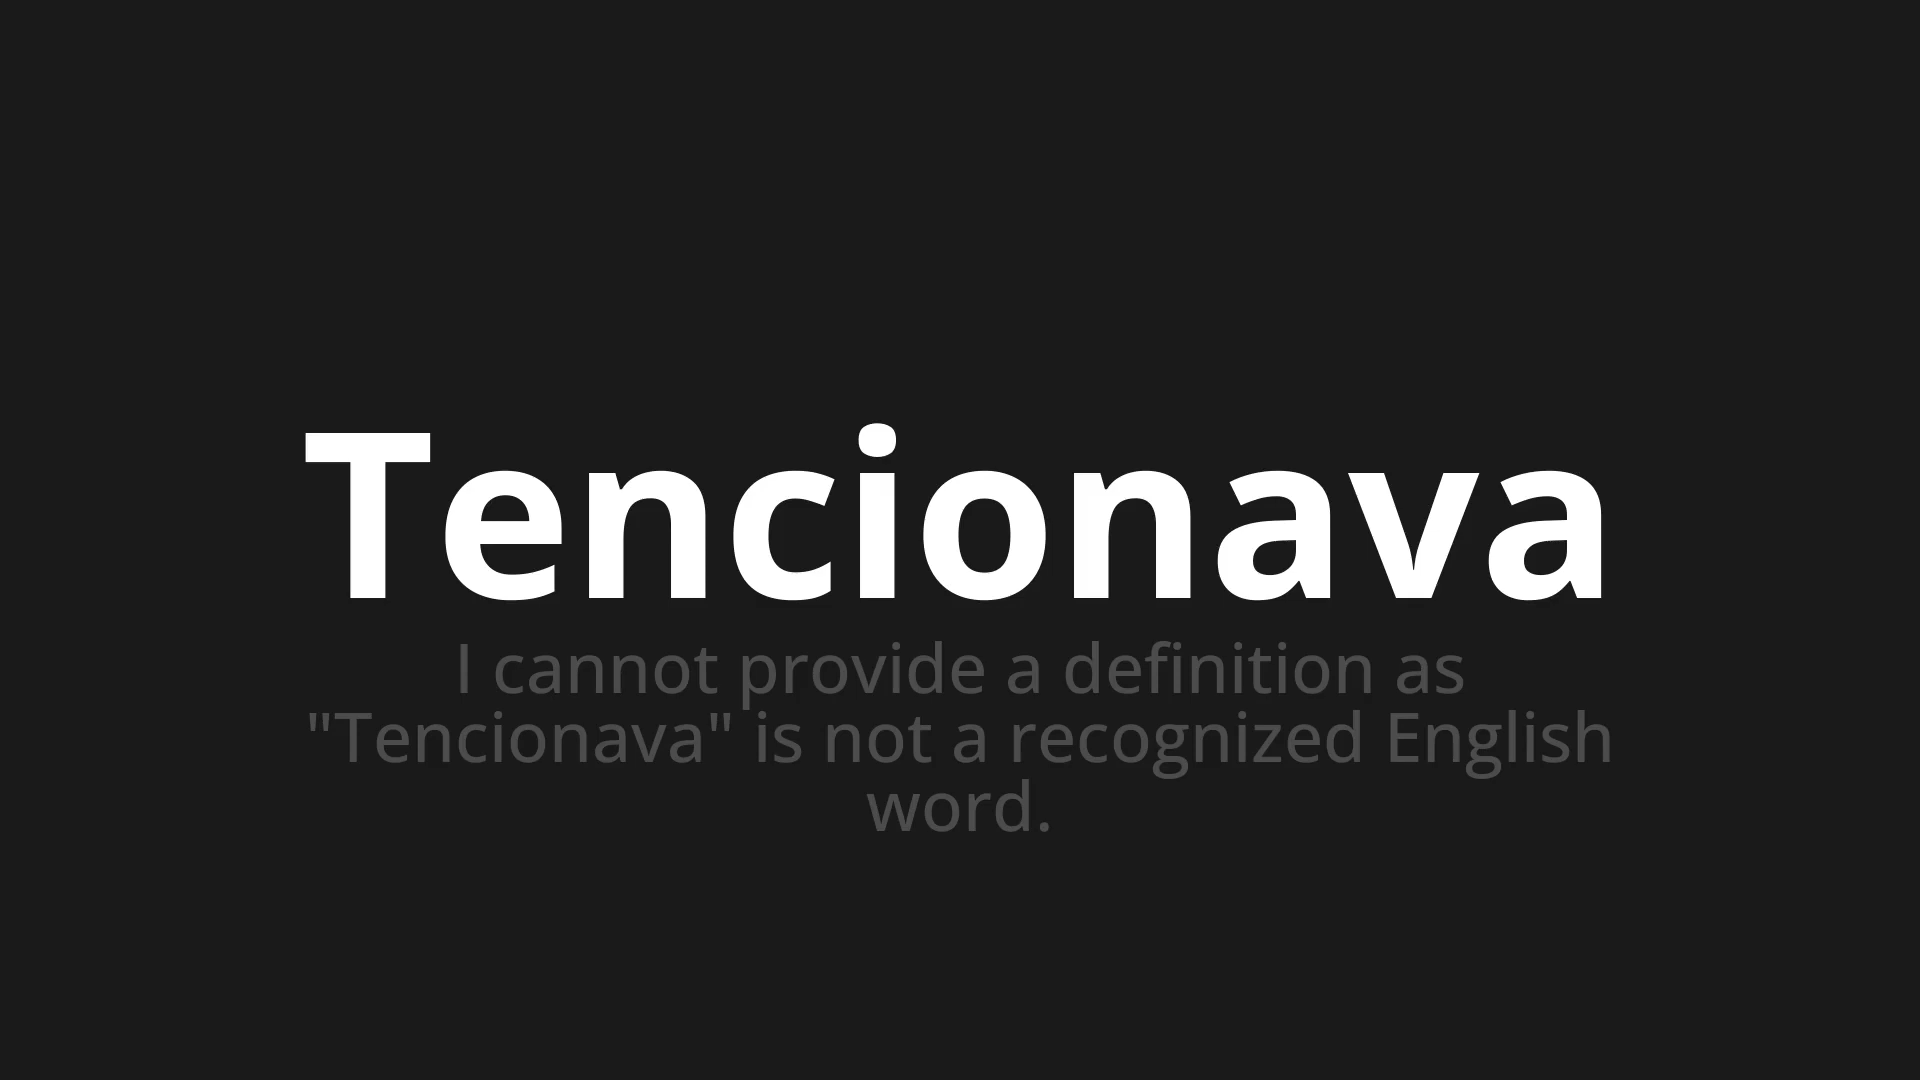 Tencionava
I cannot provide a definition as
"Tencionava" is not a recognized English
word.